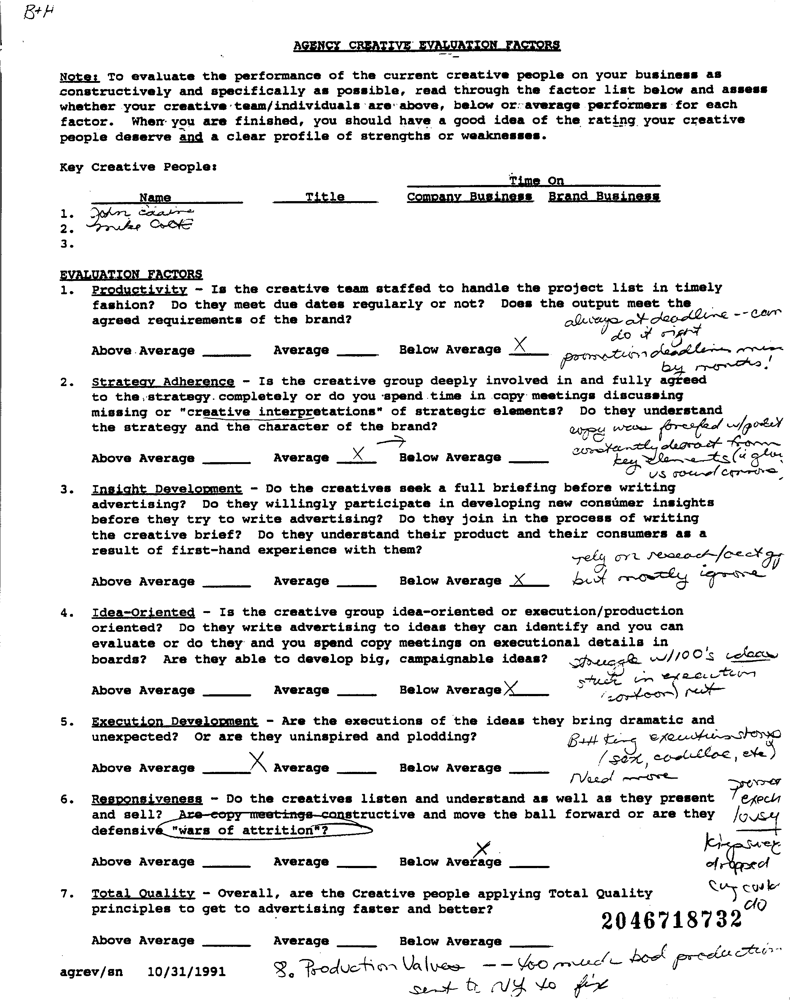 B+H
AGENCY CREATIVE EVALUATION FACTORS
Note: To evaluate the performance of the current creative people on your business as
constructively and specifically as possible, read through the factor list below and assess
whether your creative team/individuals are above, below or average performers for each
factor. When you are finished, you should have a good idea of the rating your creative
people deserve and a clear profile of strengths or weaknesses.
Key Creative People:
Time On
Name Title Company Business Brand Business
1. John
2. Mike
3.
EVALUATION FACTORS
1. Productivity - Is the creative team staffed to handle the project list in timely
fashion? Do they meet due dates regularly or not? Does the output meet the
agreed requirements of the brand?
always at deadline -- can
do it right
Above Average ______ Average ______ Below Average X
promotion deadlines miss
by months!
2. Strategy Adherence - Is the creative group deeply involved in and fully agreed
to the strategy completely or do you spend time in copy meetings discussing
missing or "creative interpretations" of strategic elements? Do they understand
the strategy and the character of the brand?
copy wear forcefed w/
constantly detract from
Above Average ______ Average X → Below Average ______
key elements (ie
vs round corners.
3. Insight Development - Do the creatives seek a full briefing before writing
advertising? Do they willingly participate in developing new consumer insights
before they try to write advertising? Do they join in the process of writing
the creative brief? Do they understand their product and their consumers as a
result of first-hand experience with them?
rely on research/
but mostly ignore
Above Average ______ Average ______ Below Average X
4. Idea-Oriented - Is the creative group idea-oriented or execution/production
oriented? Do they write advertising to ideas they can identify and you can
evaluate or do they and you spend copy meetings on executional details in
boards? Are they able to develop big, campaignable ideas?
struggle w/100's ideas
stuck in execution
(cartoon) rut
Above Average ______ Average ______ Below Average X
5. Execution Development - Are the executions of the ideas they bring dramatic and
unexpected? Or are they uninspired and plodding?
B+H King executions strong
(sex, cadillac, etc)
Above Average ______ X Average ______ Below Average ______
Need more
6. Responsiveness - Do the creatives listen and understand as well as they present
and sell? Are copy meetings constructive and move the ball forward or are they
defensive "wars of attrition"?
promo
execs
lousy
Above Average ______ Average ______ Below Average X
dropped
7. Total Quality - Overall, are the Creative people applying Total Quality
principles to get to advertising faster and better?
do
2046718732
Above Average ______ Average ______ Below Average ______
agrev/sn 10/31/1991
8. Production Values -- too much bad production
sent to NY to fix